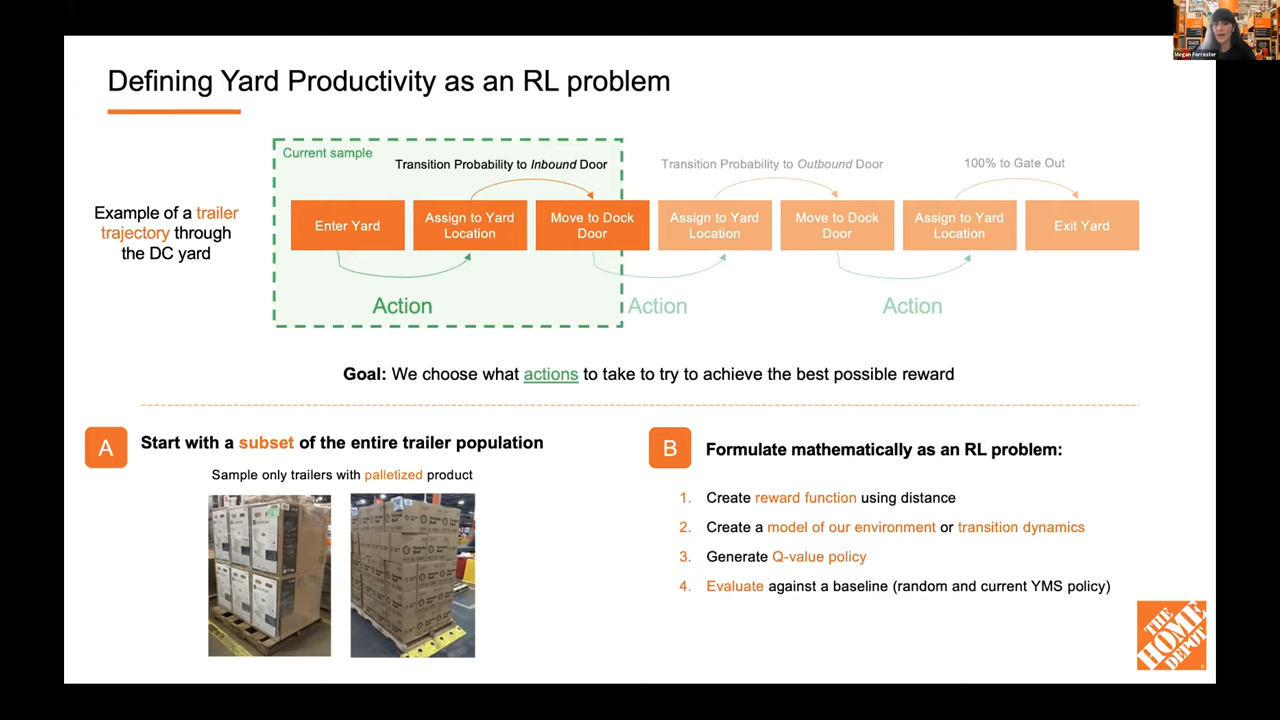 Megan Forrester
Defining Yard Productivity as an RL problem
Current sample
Transition Probability to Inbound Door
Transition Probability to Outbound Door
100% to Gate Out
Example of a trailer
trajectory through
the DC yard
Enter Yard
Assign to Yard
Location
Move to Dock
Door
Assign to Yard
Location
Move to Dock
Door
Assign to Yard
Location
Exit Yard
Action
Action
Action
Goal: We choose what actions to take to try to achieve the best possible reward
A
Start with a subset of the entire trailer population
Sample only trailers with palletized product
B
Formulate mathematically as an RL problem:
1. Create reward function using distance
2. Create a model of our environment or transition dynamics
3. Generate Q-value policy
4. Evaluate against a baseline (random and current YMS policy)
THE
HOME
DEPOT